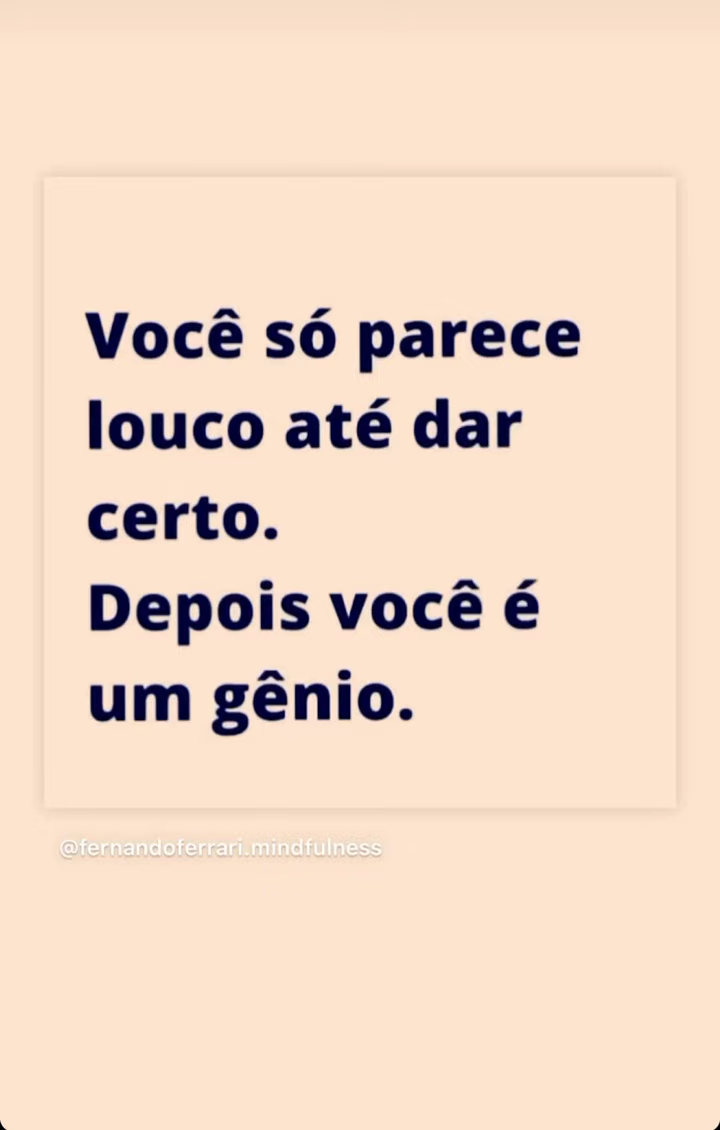 Você só parece
louco até dar
certo.
Depois você é
um gênio.
@fernandoferrari.mindfulness